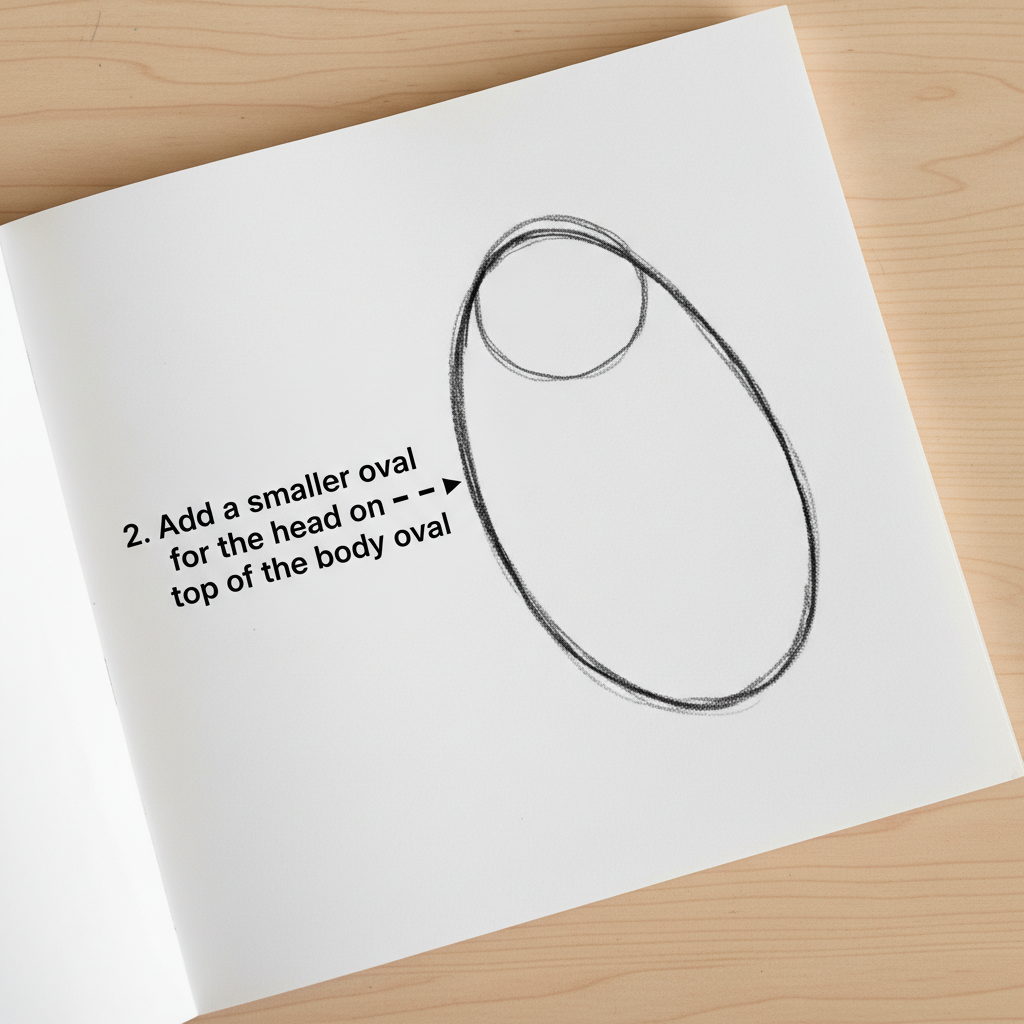 2. Add a smaller oval
for the head on
top of the body oval